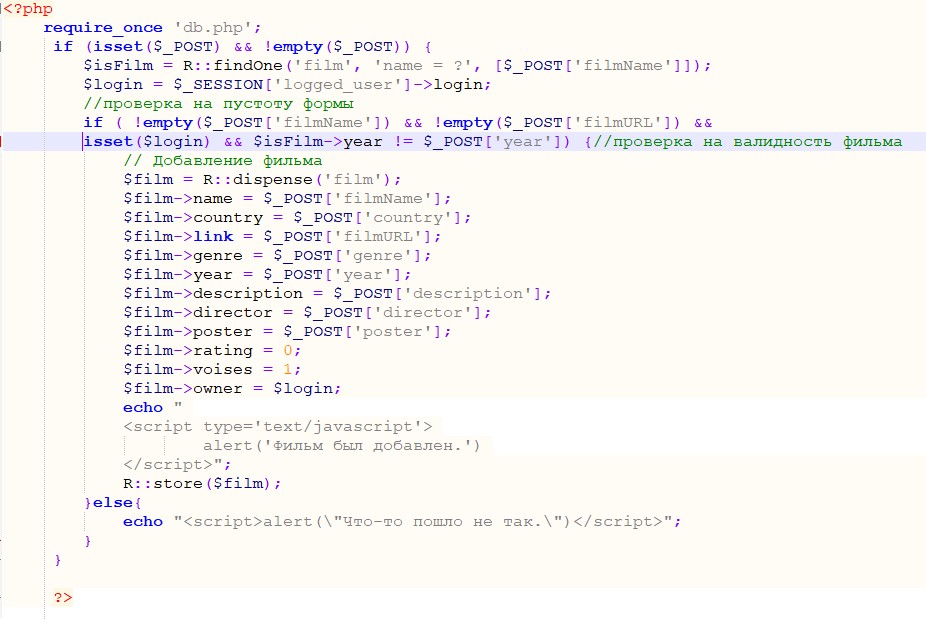 <?php
require_once 'db.php';
if (isset($_POST) && !empty($_POST)) {
$isFilm = R::findOne('film', 'name = ?', [$_POST['filmName']]);
$login = $_SESSION['logged_user']->login;
//проверка на пустоту формы
if ( !empty($_POST['filmName']) && !empty($_POST['filmURL']) &&
isset($login) && $isFilm->year != $_POST['year']) {//проверка на валидность фильма
// Добавление фильма
$film = R::dispense('film');
$film->name = $_POST['filmName'];
$film->country = $_POST['country'];
$film->link = $_POST['filmURL'];
$film->genre = $_POST['genre'];
$film->year = $_POST['year'];
$film->description = $_POST['description'];
$film->director = $_POST['director'];
$film->poster = $_POST['poster'];
$film->rating = 0;
$film->voises = 1;
$film->owner = $login;
echo "
<script type='text/javascript'>
alert('Фильм был добавлен.')
</script>";
R::store($film);
}else{
echo "<script>alert(\"Что-то пошло не так.\")</script>";
}
}
?>